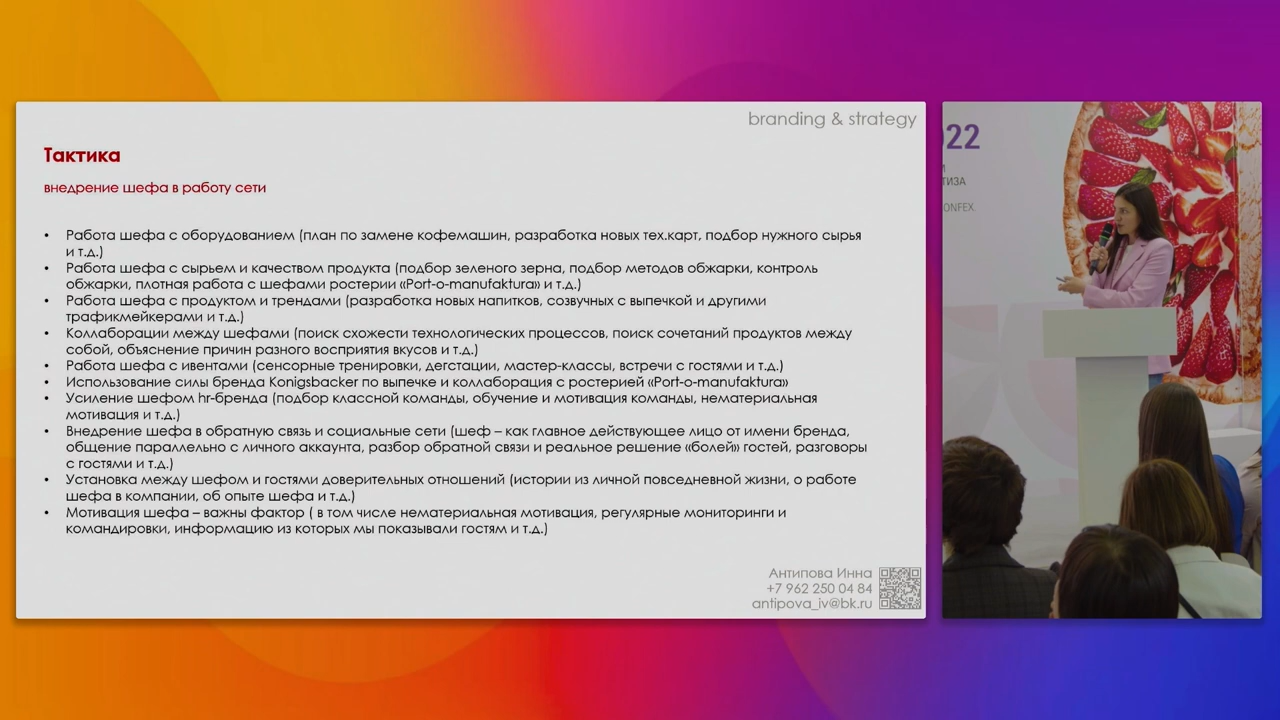 branding & strategy
Тактика
внедрение шефа в работу сети
• Работа шефа с оборудованием (план по замене кофемашин, разработка новых тех.карт, подбор нужного сырья
и т.д.)
• Работа шефа с сырьем и качеством продукта (подбор зеленого зерна, подбор методов обжарки, контроль
обжарки, плотная работа с шефами ростерии «Port-o-manufaktura» и т.д.)
• Работа шефа с продуктом и трендами (разработка новых напитков, созвучных с выпечкой и другими
трафикмейкерами и т.д.)
• Коллаборации между шефами (поиск схожести технологических процессов, поиск сочетаний продуктов между
собой, объяснение причин разного восприятия вкусов и т.д.)
• Работа шефа с ивентами (сенсорные тренировки, дегстации, мастер-классы, встречи с гостями и т.д.)
• Использование силы бренда Konigsbacker по выпечке и коллаборация с ростерией «Port-o-manufaktura»
• Усиление шефом hr-бренда (подбор классной команды, обучение и мотивация команды, нематериальная
мотивация и т.д.)
• Внедрение шефа в обратную связь и социальные сети (шеф – как главное действующее лицо от имени бренда,
общение параллельно с личного аккаунта, разбор обратной связи и реальное решение «болей» гостей, разговоры
с гостями и т.д.)
• Установка между шефом и гостями доверительных отношений (истории из личной повседневной жизни, о работе
шефа в компании, об опыте шефа и т.д.)
• Мотивация шефа – важны фактор ( в том числе нематериальная мотивация, регулярные мониторинги и
командировки, информацию из которых мы показывали гостям и т.д.)
Антипова Инна
+7 962 250 04 84
antipova_iv@bk.ru
022
ТИЗА
ONFEX.